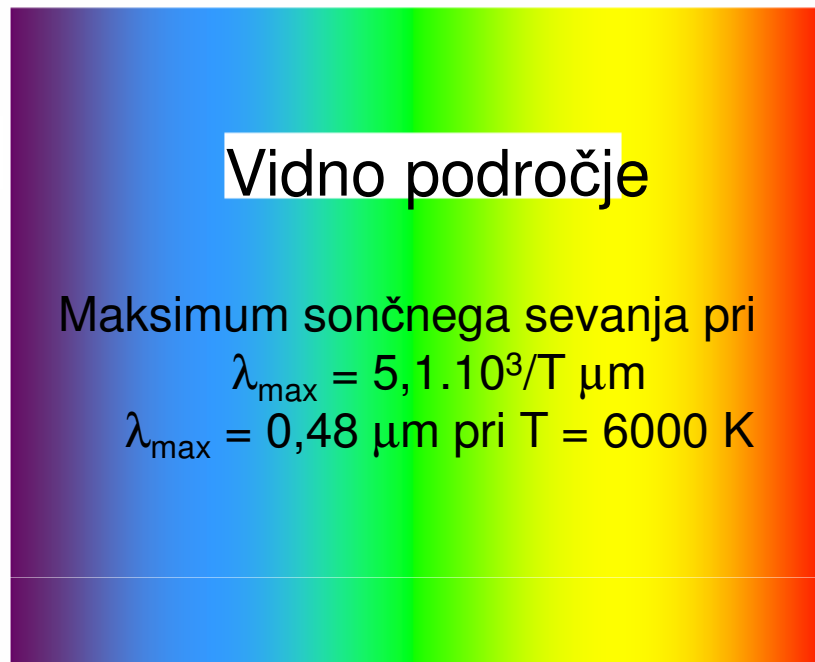 Vidno področje
Maksimum sončnega sevanja pri
λmax = 5,1.10³/T μm
λmax = 0,48 μm pri T = 6000 K